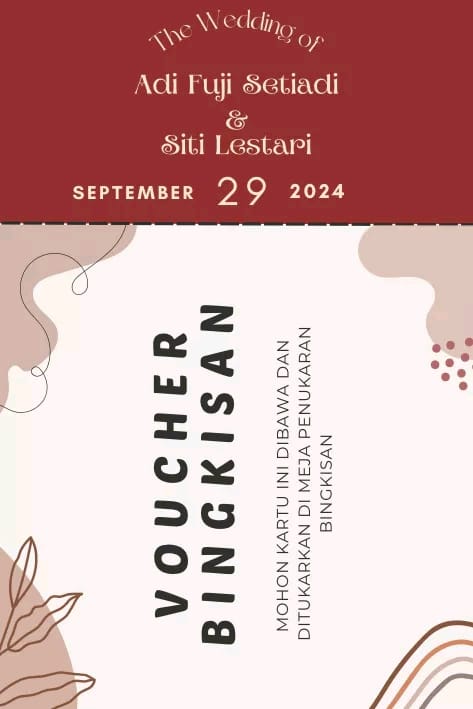 The Wedding of
Adi Fuji Setiadi
&
Siti Lestari
SEPTEMBER 29 2024
VOUCHER
BINGKISAN
MOHON KARTU INI DIBAWA DAN
DITUKARKAN DI MEJA PENUKARAN
BINGKISAN